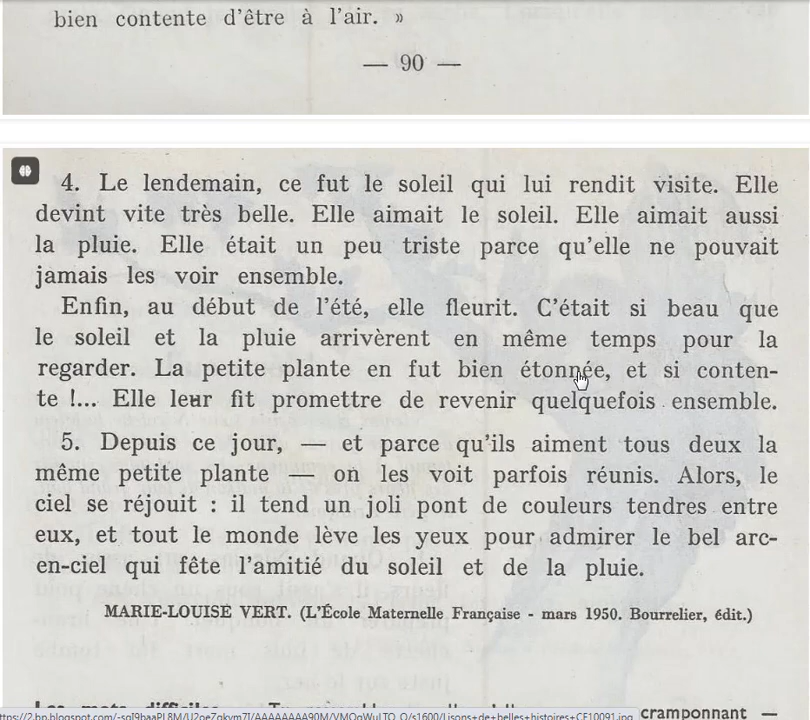 bien contente d'être à l'air. »
— 90 —
4. Le lendemain, ce fut le soleil qui lui rendit visite. Elle
devint vite très belle. Elle aimait le soleil. Elle aimait aussi
la pluie. Elle était un peu triste parce qu'elle ne pouvait
jamais les voir ensemble.
Enfin, au début de l'été, elle fleurit. C'était si beau que
le soleil et la pluie arrivèrent en même temps pour la
regarder. La petite plante en fut bien étonnée, et si conten-
te !... Elle leur fit promettre de revenir quelquefois ensemble.
5. Depuis ce jour, — et parce qu'ils aiment tous deux la
même petite plante — on les voit parfois réunis. Alors, le
ciel se réjouit : il tend un joli pont de couleurs tendres entre
eux, et tout le monde lève les yeux pour admirer le bel arc-
en-ciel qui fête l'amitié du soleil et de la pluie.
MARIE-LOUISE VERT. (L'École Maternelle Française - mars 1950. Bourrelier, édit.)
cramponnant —